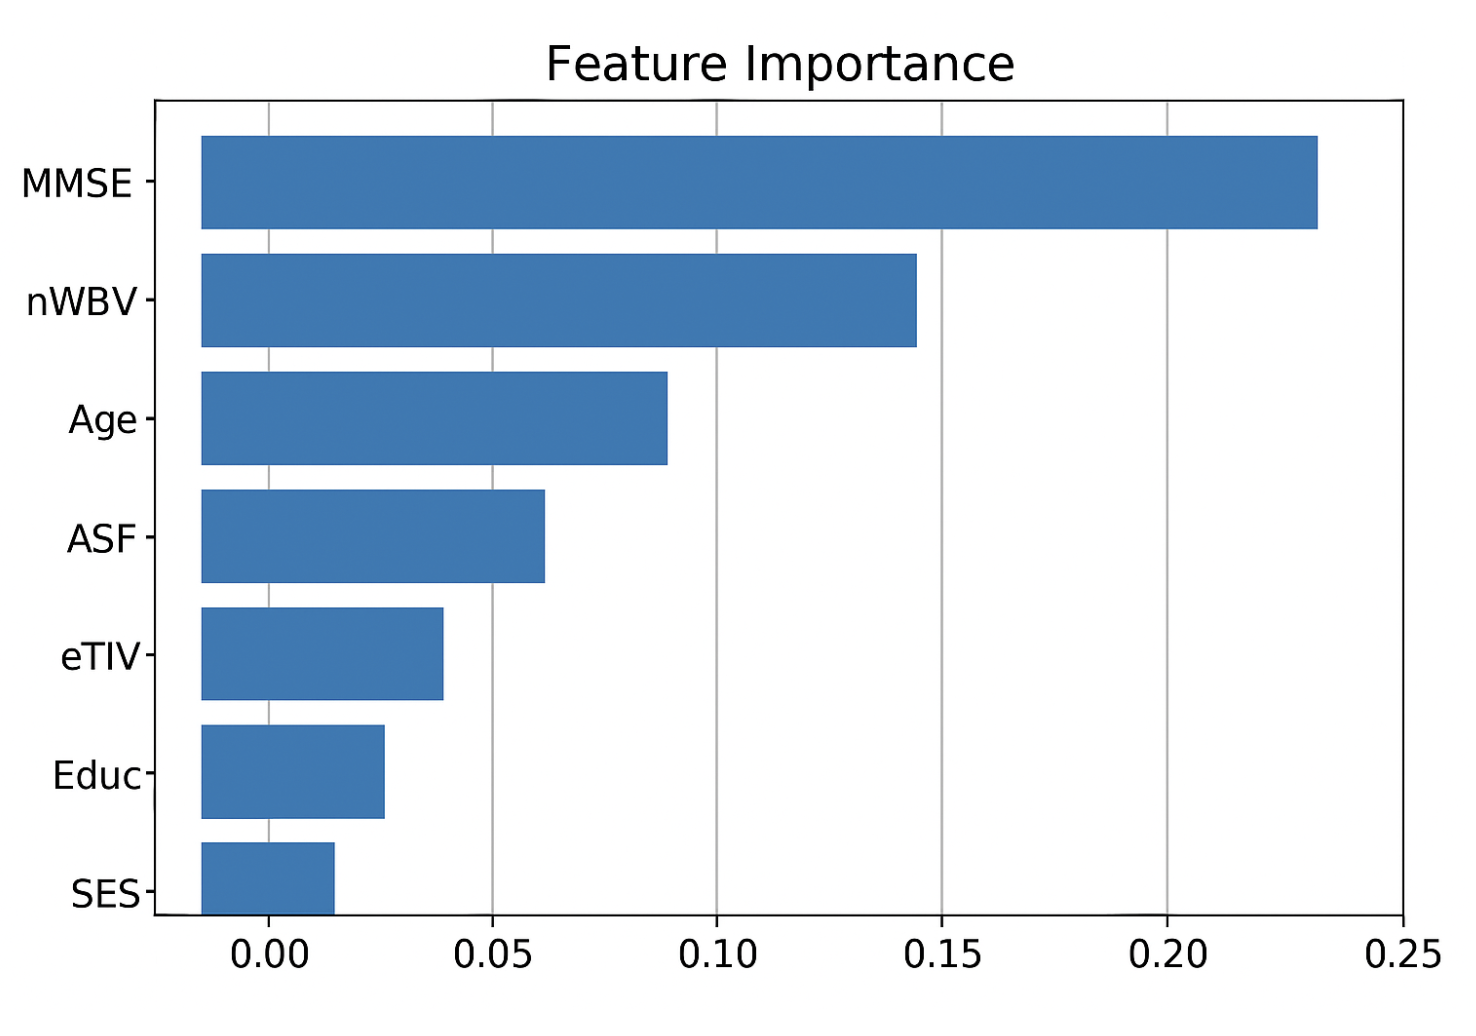 Feature Importance
MMSE
nWBV
Age
ASF
eTIV
Educ
SES
0.00 0.05 0.10 0.15 0.20 0.25